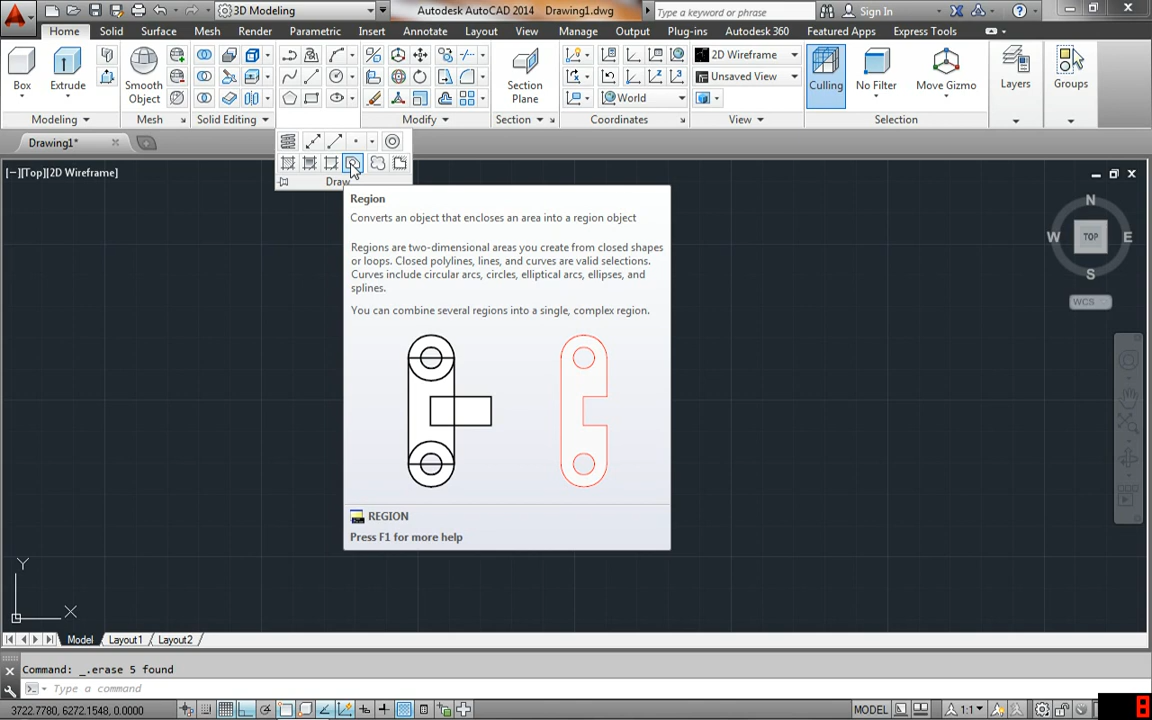 3D Modeling
Autodesk AutoCAD 2014 Drawing1.dwg
Type a keyword or phrase
Sign In
Home Solid Surface Mesh Render Parametric Insert Annotate Layout View Manage Output Plug-ins Autodesk 360 Featured Apps Express Tools
Box
Extrude
Smooth
Object
Section
Plane
2D Wireframe
Unsaved View
World
Culling
No Filter
Move Gizmo
Layers
Groups
Modeling
Mesh
Solid Editing
Modify
Section
Coordinates
View
Selection
Drawing1*
Draw
[−][Top][2D Wireframe]
Region
Converts an object that encloses an area into a region object
Regions are two-dimensional areas you create from closed shapes
or loops. Closed polylines, lines, and curves are valid selections.
Curves include circular arcs, circles, elliptical arcs, ellipses, and
splines.
You can combine several regions into a single, complex region.
REGION
Press F1 for more help
N
W
TOP
E
S
WCS
Y
X
Model Layout1 Layout2
Command: _.erase 5 found
Type a command
3722.7780, 6272.1548, 0.0000
MODEL
1:1
8